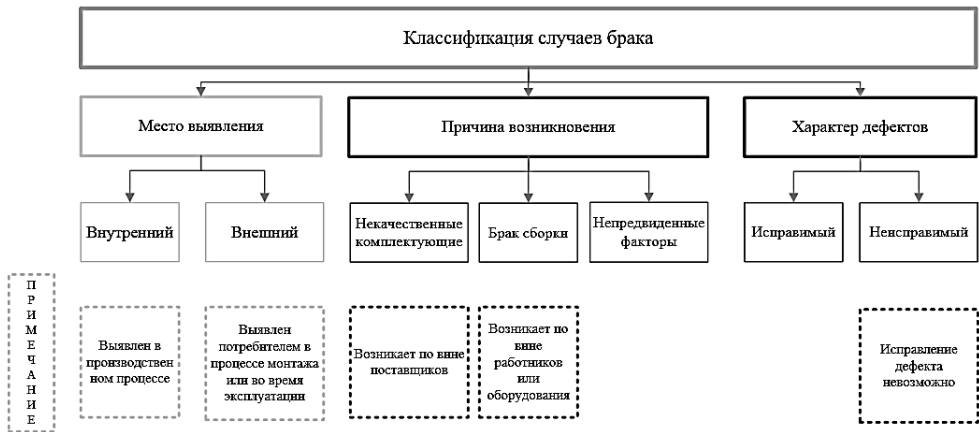 Классификация случаев брака
Место выявления
Причина возникновения
Характер дефектов
Внутренний
Внешний
Некачественные
комплектующие
Брак сборки
Непредвиденные
факторы
Исправимый
Неисправимый
ПРИМЕЧАНИЕ
Выявлен в
производствен
ном процессе
Выявлен
потребителем в
процессе монтажа
или во время
эксплуатации
Возникает по вине
поставщиков
Возникает по
вине
работников
или
оборудования
Исправление
дефекта
невозможно